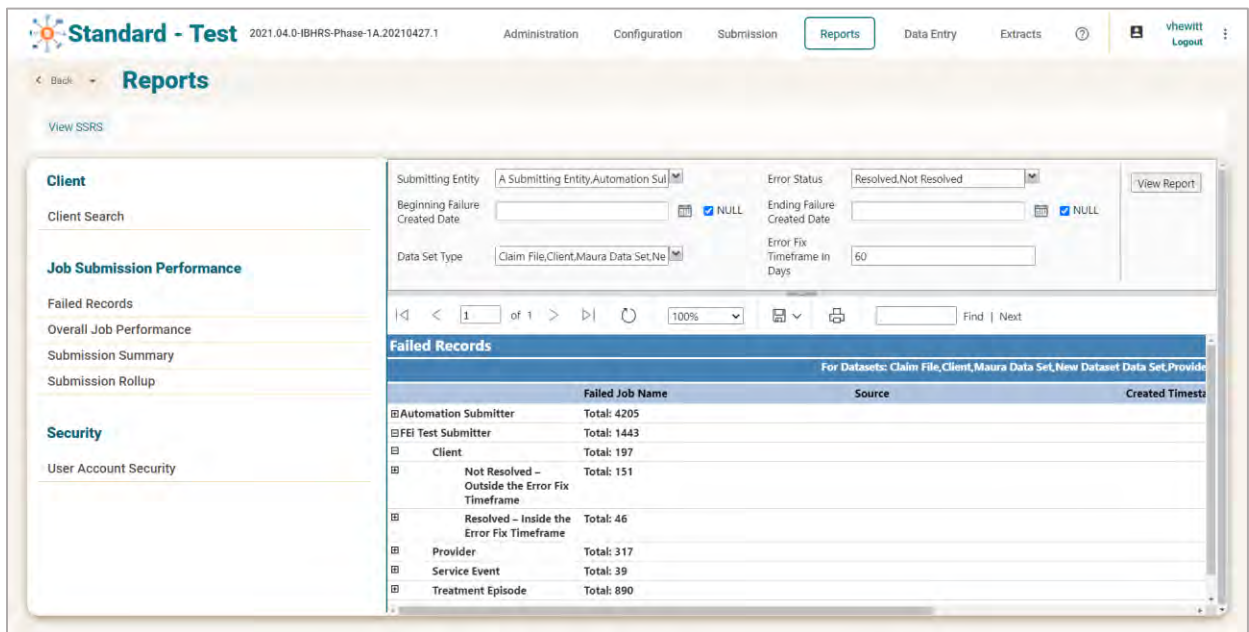 Standard - Test 2021.04.0-IBHRS-Phase-1A.20210427.1 Administration Configuration Submission Reports Data Entry Extracts ? vhewitt
Logout
Back Reports
View SSRS
Client
Client Search
Job Submission Performance
Failed Records
Overall Job Performance
Submission Summary
Submission Rollup
Security
User Account Security
Submitting Entity A Submitting Entity,Automation Sul Error Status Resolved,Not Resolved View Report
Beginning Failure
Created Date NULL
Ending Failure
Created Date NULL
Data Set Type Claim File,Client,Maura Data Set,Ne
Error Fix
Timeframe in
Days 60
1 of 1 100% Find | Next
Failed Records
For Datasets: Claim File,Client,Maura Data Set,New Dataset Data Set,Provide
Failed Job Name Source Created Timesta
Automation Submitter Total: 4205
FEi Test Submitter Total: 1443
Client Total: 197
Not Resolved – Total: 151
Outside the Error Fix
Timeframe
Resolved – Inside the Total: 46
Error Fix Timeframe
Provider Total: 317
Service Event Total: 39
Treatment Episode Total: 890